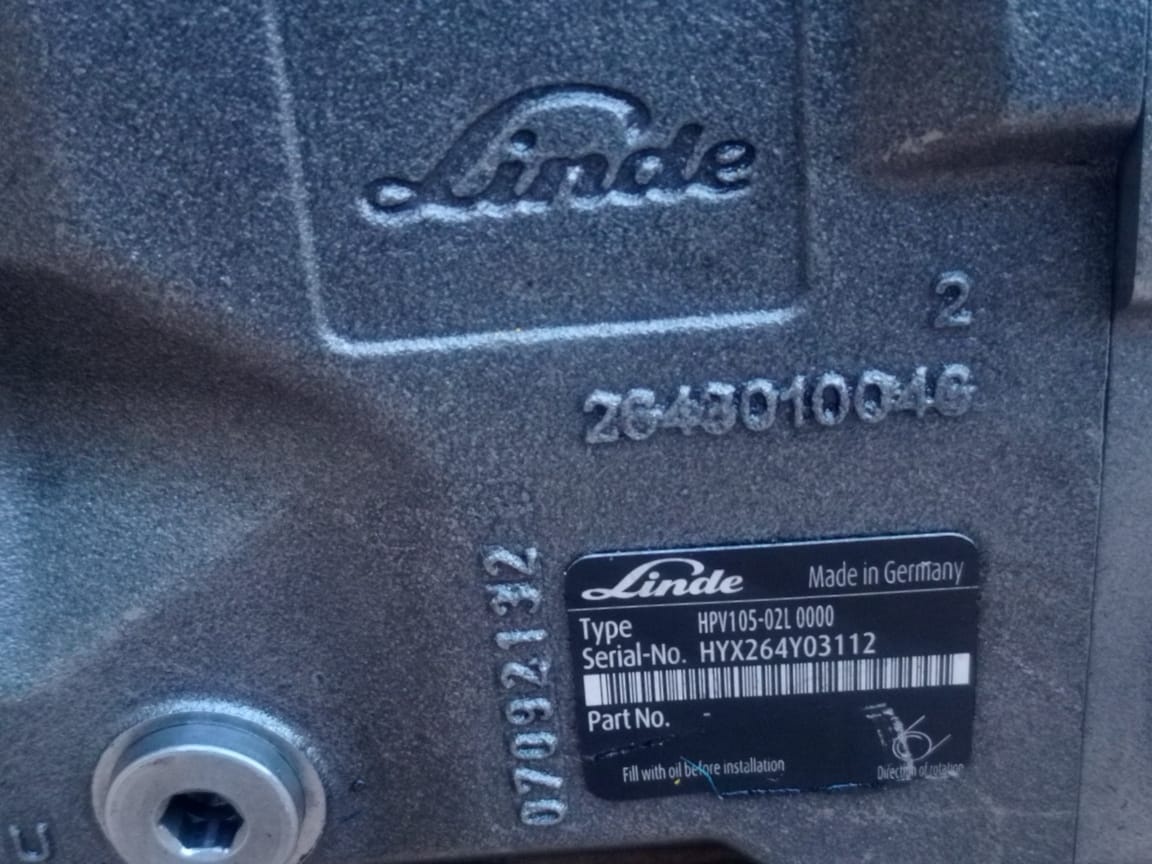 Linde
2
2643010046
07092132
Linde Made in Germany
Type HPV105-02L 0000
Serial-No. HYX264Y03112
Part No. -
Fill with oil before installation
Direction of rotation
U